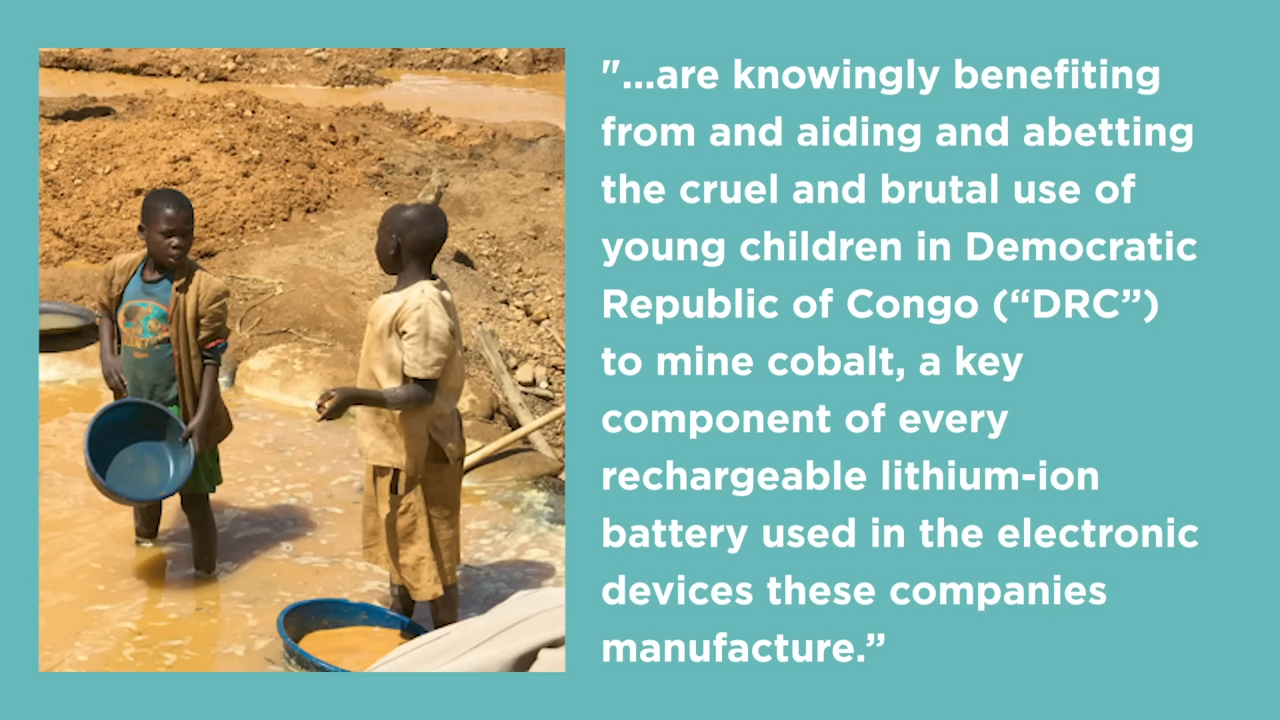 "...are knowingly benefiting
from and aiding and abetting
the cruel and brutal use of
young children in Democratic
Republic of Congo (“DRC”)
to mine cobalt, a key
component of every
rechargeable lithium-ion
battery used in the electronic
devices these companies
manufacture.”